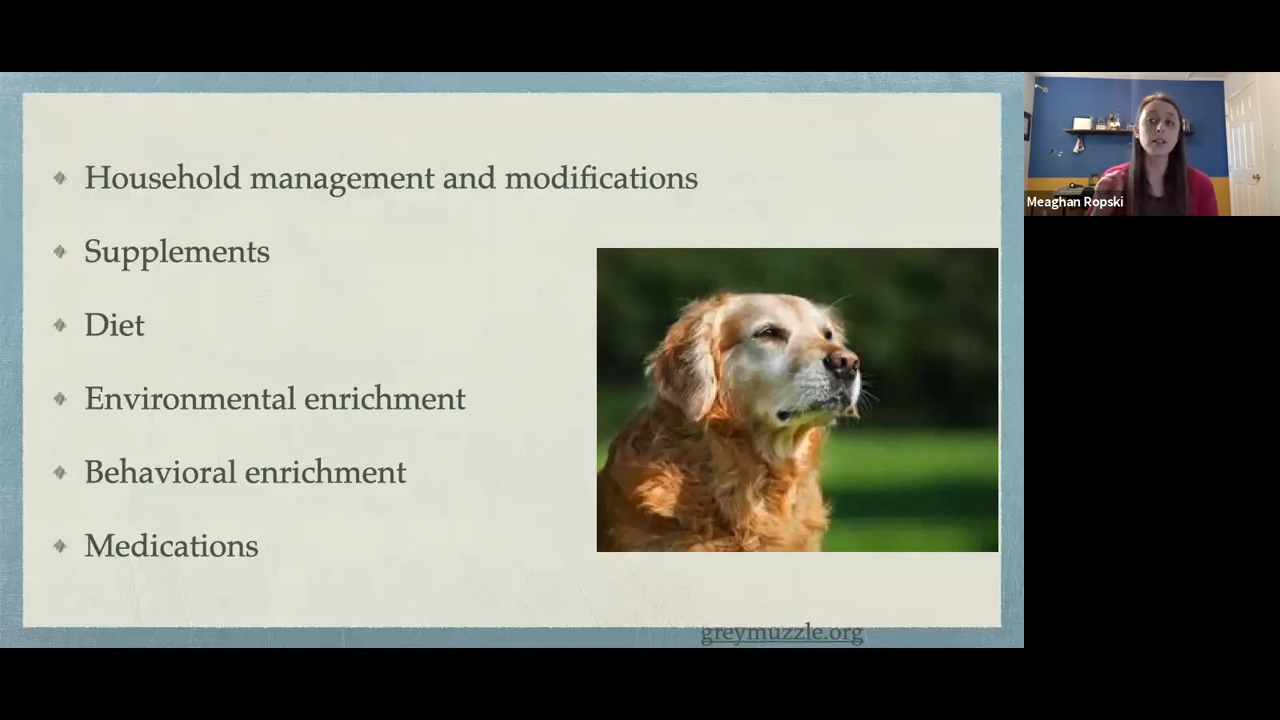 Household management and modifications
Supplements
Diet
Environmental enrichment
Behavioral enrichment
Medications
greymuzzle.org
Meaghan Ropski